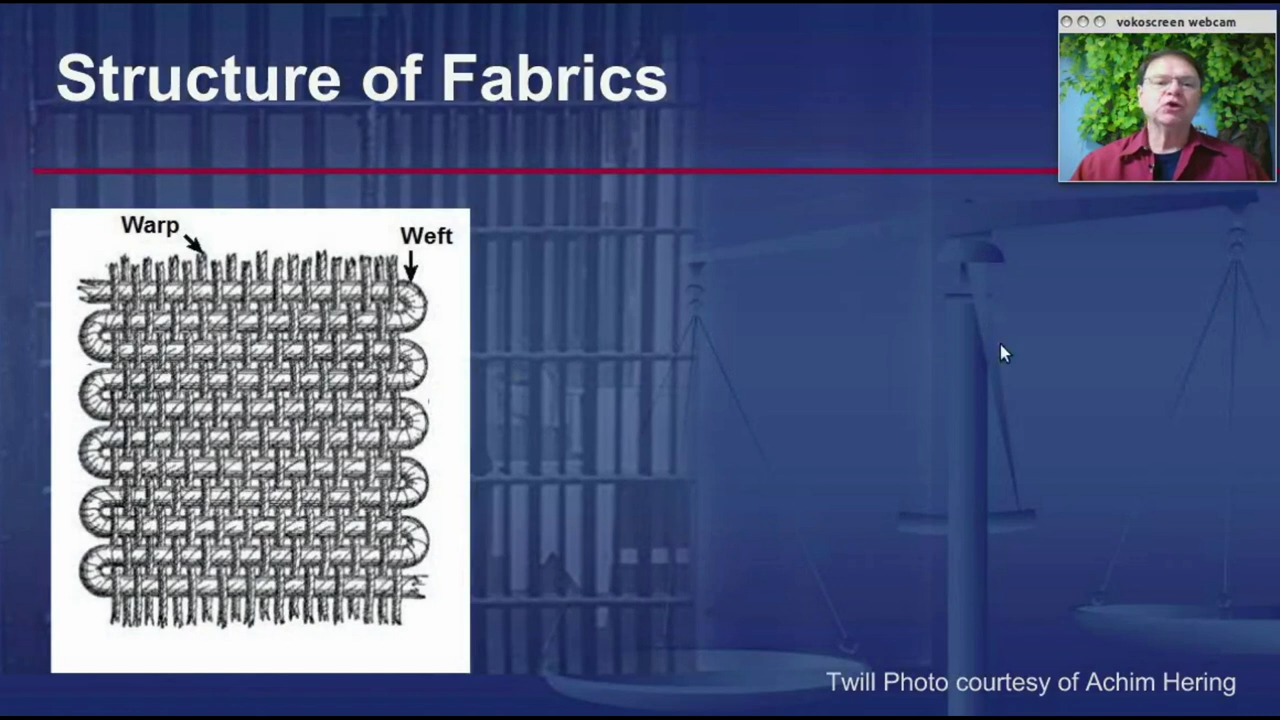 Structure of Fabrics
vokoscreen webcam
Warp
Weft
Twill Photo courtesy of Achim Hering